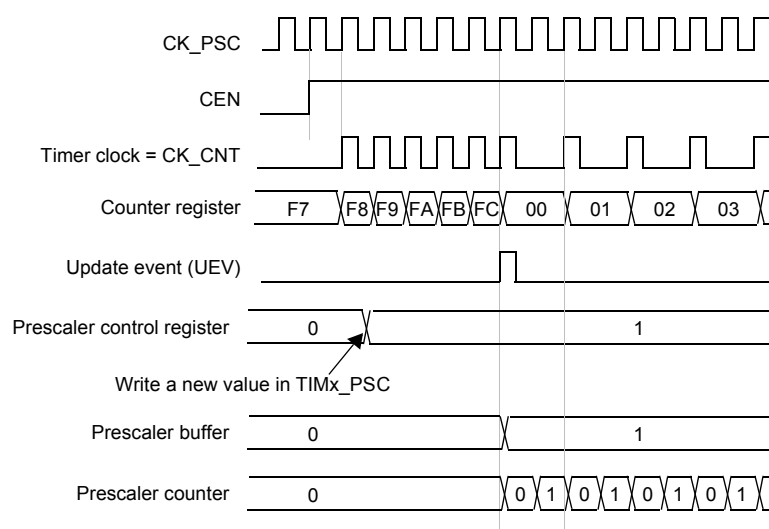 CK_PSC
CEN
Timer clock = CK_CNT
Counter register F7 F8 F9 FA FB FC 00 01 02 03
Update event (UEV)
Prescaler control register 0 1
Write a new value in TIMx_PSC
Prescaler buffer 0 1
Prescaler counter 0 0 1 0 1 0 1 0 1